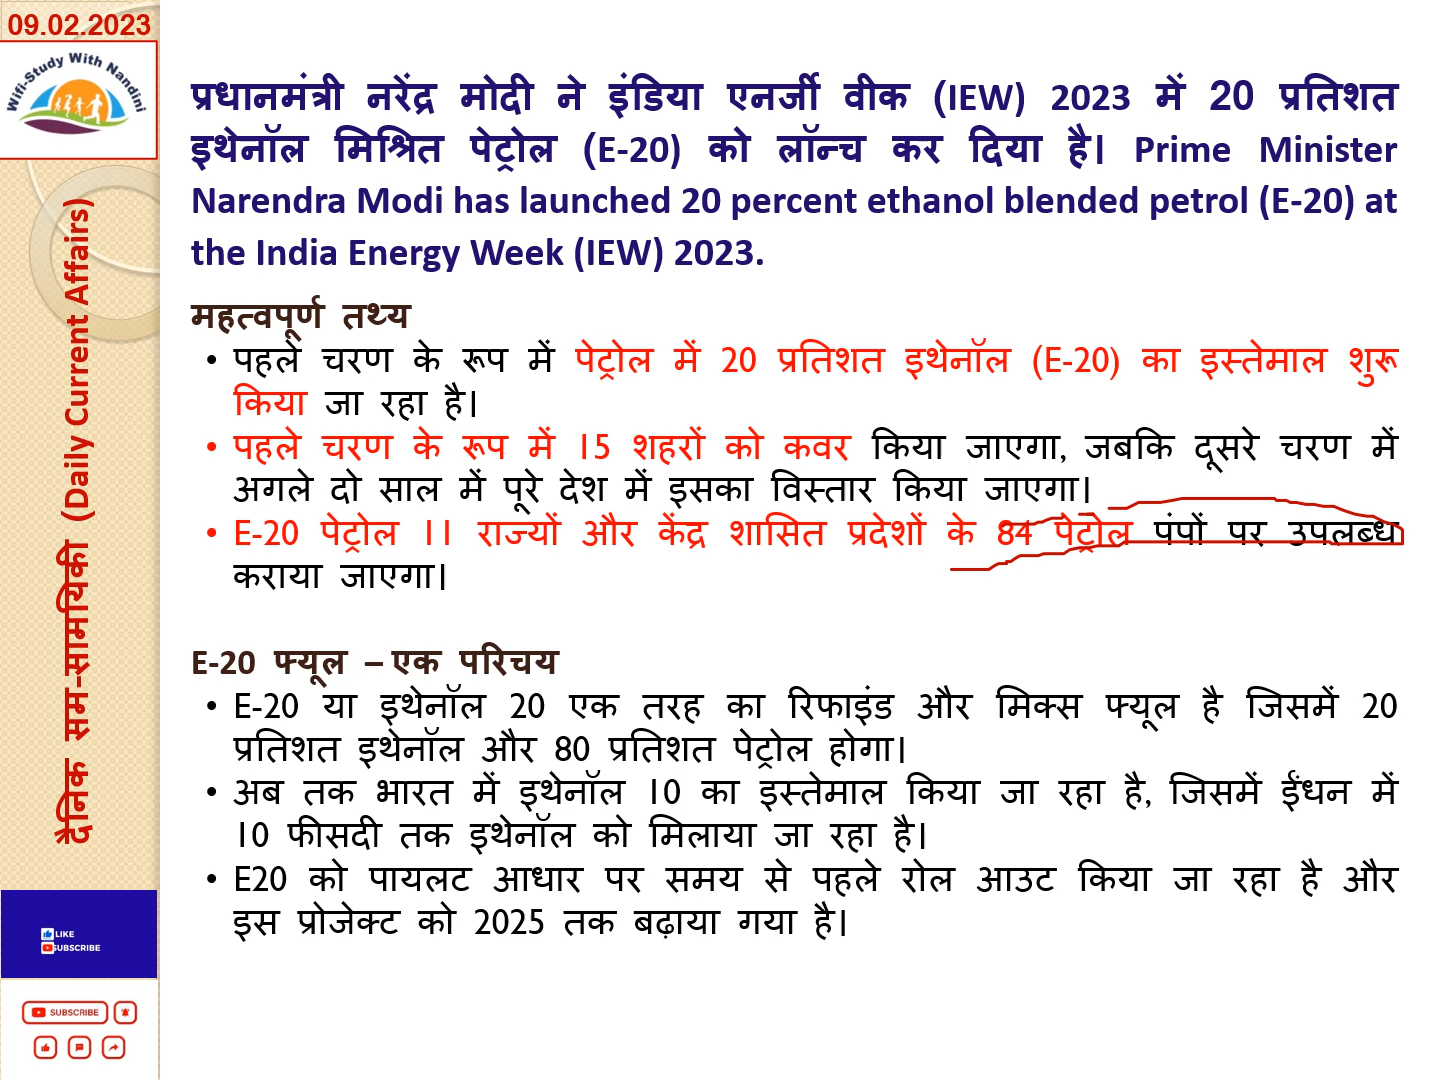 09.02.2023
Wifi-Study With Nandini
दैनिक सम-सामयिकी (Daily Current Affairs)
LIKE
SUBSCRIBE
SUBSCRIBE
प्रधानमंत्री नरेंद्र मोदी ने इंडिया एनर्जी वीक (IEW) 2023 में 20 प्रतिशत
इथेनॉल मिश्रित पेट्रोल (E-20) को लॉन्च कर दिया है। Prime Minister
Narendra Modi has launched 20 percent ethanol blended petrol (E-20) at
the India Energy Week (IEW) 2023.
महत्वपूर्ण तथ्य
• पहले चरण के रूप में पेट्रोल में 20 प्रतिशत इथेनॉल (E-20) का इस्तेमाल शुरू
किया जा रहा है।
• पहले चरण के रूप में 15 शहरों को कवर किया जाएगा, जबकि दूसरे चरण में
अगले दो साल में पूरे देश में इसका विस्तार किया जाएगा।
• E-20 पेट्रोल 11 राज्यों और केंद्र शासित प्रदेशों के 84 पेट्रोल पंपों पर उपलब्ध
कराया जाएगा।
E-20 फ्यूल – एक परिचय
• E-20 या इथेनॉल 20 एक तरह का रिफाइंड और मिक्स फ्यूल है जिसमें 20
प्रतिशत इथेनॉल और 80 प्रतिशत पेट्रोल होगा।
• अब तक भारत में इथेनॉल 10 का इस्तेमाल किया जा रहा है, जिसमें ईंधन में
10 फीसदी तक इथेनॉल को मिलाया जा रहा है।
• E20 को पायलट आधार पर समय से पहले रोल आउट किया जा रहा है और
इस प्रोजेक्ट को 2025 तक बढ़ाया गया है।